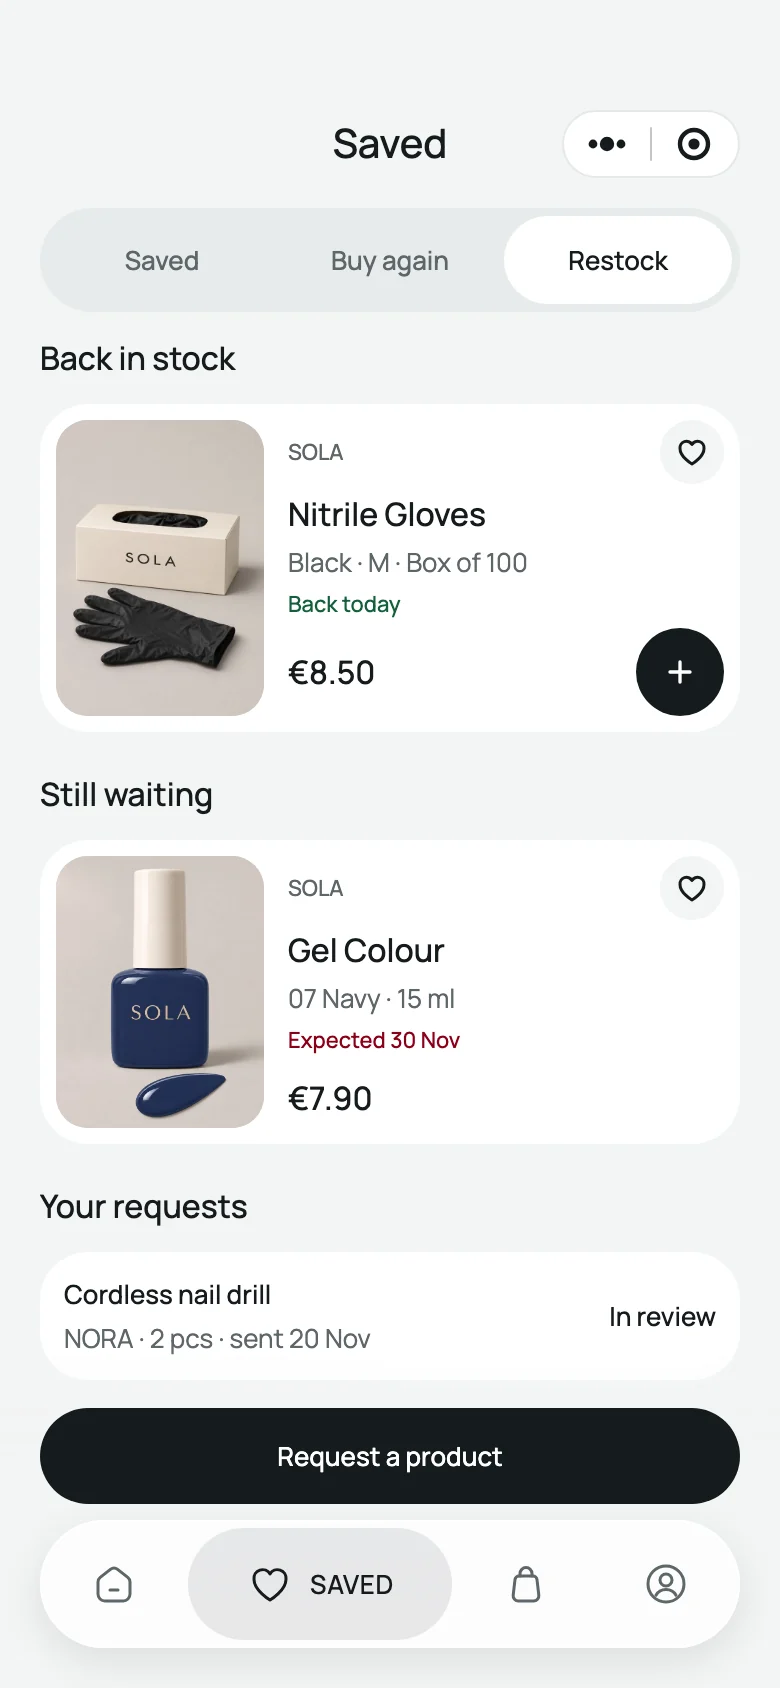 Saved
Saved
Buy again
Restock
Back in stock
SOLA
SOLA
Nitrile Gloves
Black · M · Box of 100
Back today
€8.50
Still waiting
SOLA
SOLA
Gel Colour
07 Navy · 15 ml
Expected 30 Nov
€7.90
Your requests
Cordless nail drill
NORA · 2 pcs · sent 20 Nov
In review
Request a product
SAVED